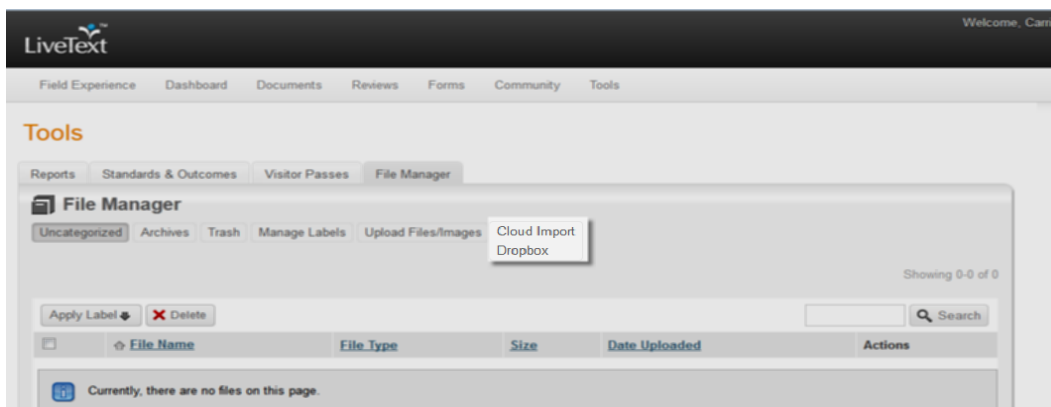 Welcome, Carri
LiveText™
Field Experience Dashboard Documents Reviews Forms Community Tools
Tools
Reports Standards & Outcomes Visitor Passes File Manager
File Manager
Uncategorized Archives Trash Manage Labels Upload Files/Images Cloud Import
Dropbox
Showing 0-0 of 0
Apply Label Delete Search
File Name File Type Size Date Uploaded Actions
Currently, there are no files on this page.